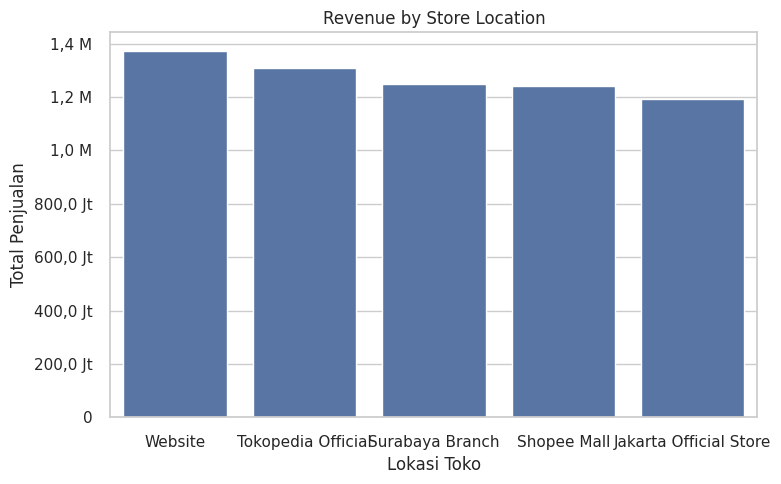 Revenue by Store Location
Total Penjualan
1,4 M
1,2 M
1,0 M
800,0 Jt
600,0 Jt
400,0 Jt
200,0 Jt
0
Website Tokopedia Official Surabaya Branch Shopee Mall Jakarta Official Store
Lokasi Toko